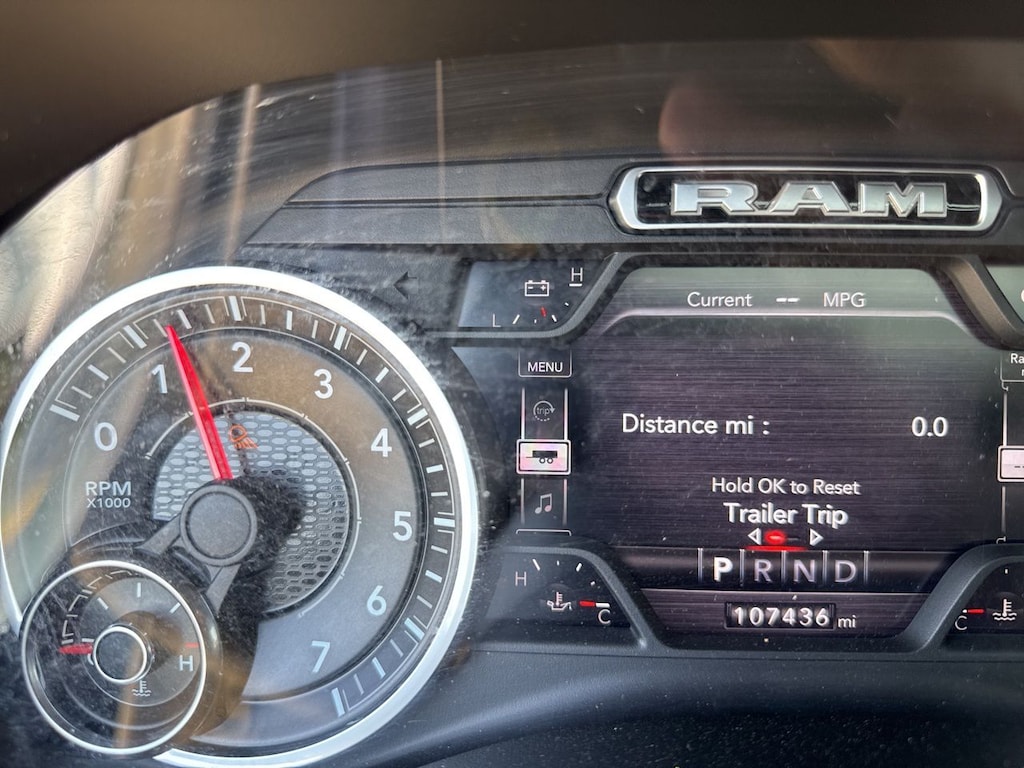 RAM
H
L
Current -- MPG
MENU
trip
Distance mi : 0.0
Hold OK to Reset
Trailer Trip
P R N D
107436 mi
H
C
C
0
1
2
3
4
5
6
7
RPM
X1000
H